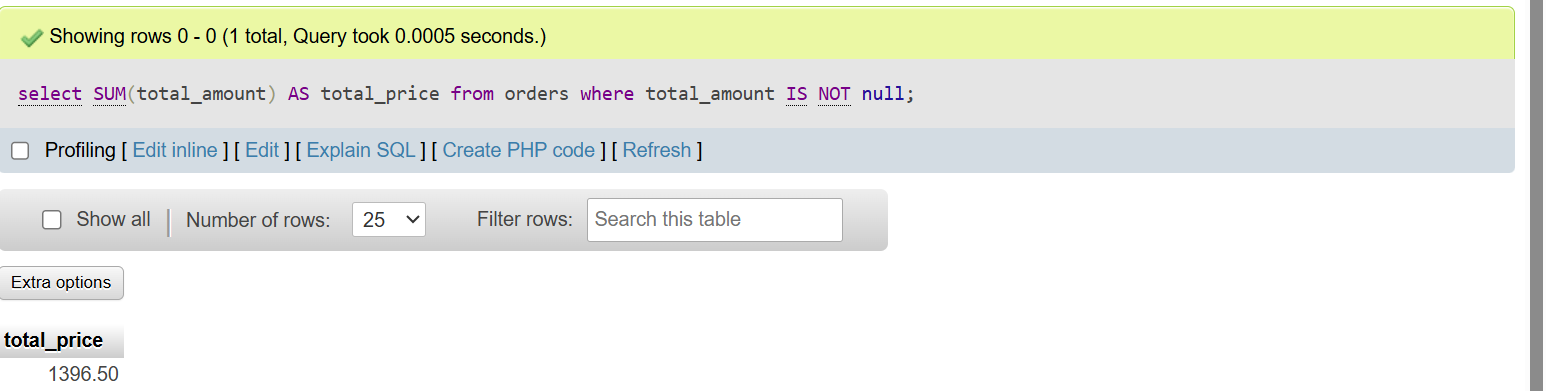 Showing rows 0 - 0 (1 total, Query took 0.0005 seconds.)
select SUM(total_amount) AS total_price from orders where total_amount IS NOT null;
Profiling [ Edit inline ] [ Edit ] [ Explain SQL ] [ Create PHP code ] [ Refresh ]
Show all | Number of rows: 25 Filter rows: Search this table
Extra options
total_price
1396.50